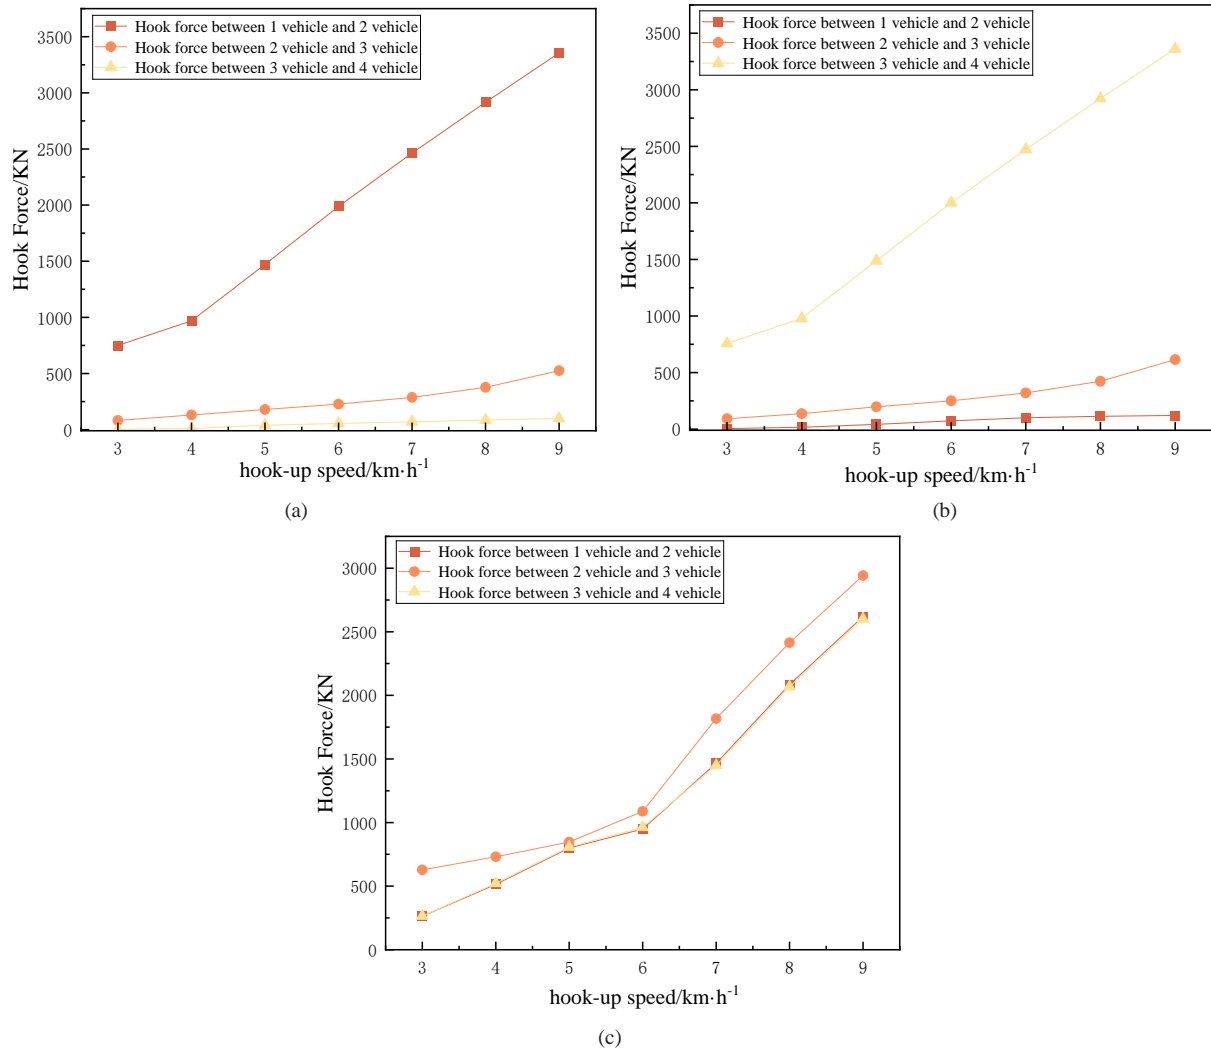 Hook force between 1 vehicle and 2 vehicle
Hook force between 2 vehicle and 3 vehicle
Hook force between 3 vehicle and 4 vehicle
Hook Force/KN
3500
3000
2500
2000
1500
1000
500
0
3 4 5 6 7 8 9
hook-up speed/km·h-1
(a)
Hook force between 1 vehicle and 2 vehicle
Hook force between 2 vehicle and 3 vehicle
Hook force between 3 vehicle and 4 vehicle
Hook Force/KN
3500
3000
2500
2000
1500
1000
500
0
3 4 5 6 7 8 9
hook-up speed/km·h-1
(b)
Hook force between 1 vehicle and 2 vehicle
Hook force between 2 vehicle and 3 vehicle
Hook force between 3 vehicle and 4 vehicle
Hook Force/KN
3000
2500
2000
1500
1000
500
0
3 4 5 6 7 8 9
hook-up speed/km·h-1
(c)